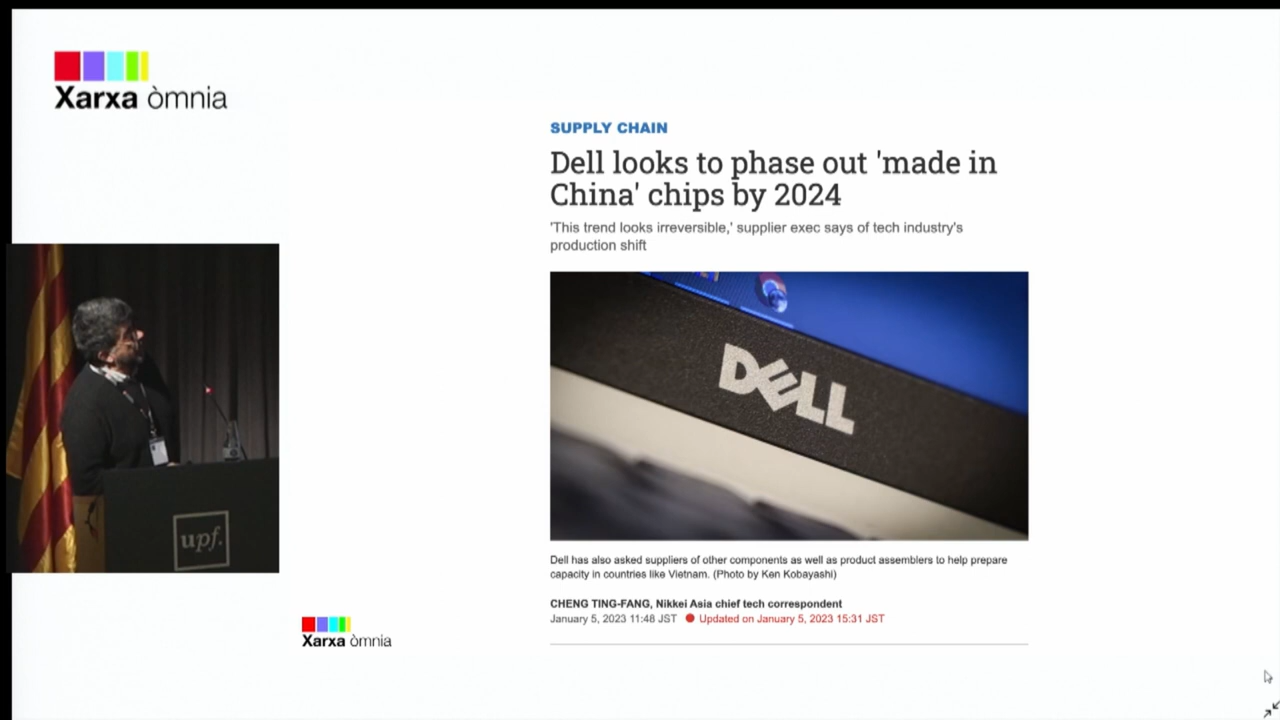 Xarxa òmnia
SUPPLY CHAIN
Dell looks to phase out 'made in
China' chips by 2024
'This trend looks irreversible,' supplier exec says of tech industry's
production shift
DELL
upf.
Dell has also asked suppliers of other components as well as product assemblers to help prepare
capacity in countries like Vietnam. (Photo by Ken Kobayashi)
CHENG TING-FANG, Nikkei Asia chief tech correspondent
January 5, 2023 11:48 JST Updated on January 5, 2023 15:31 JST
Xarxa òmnia